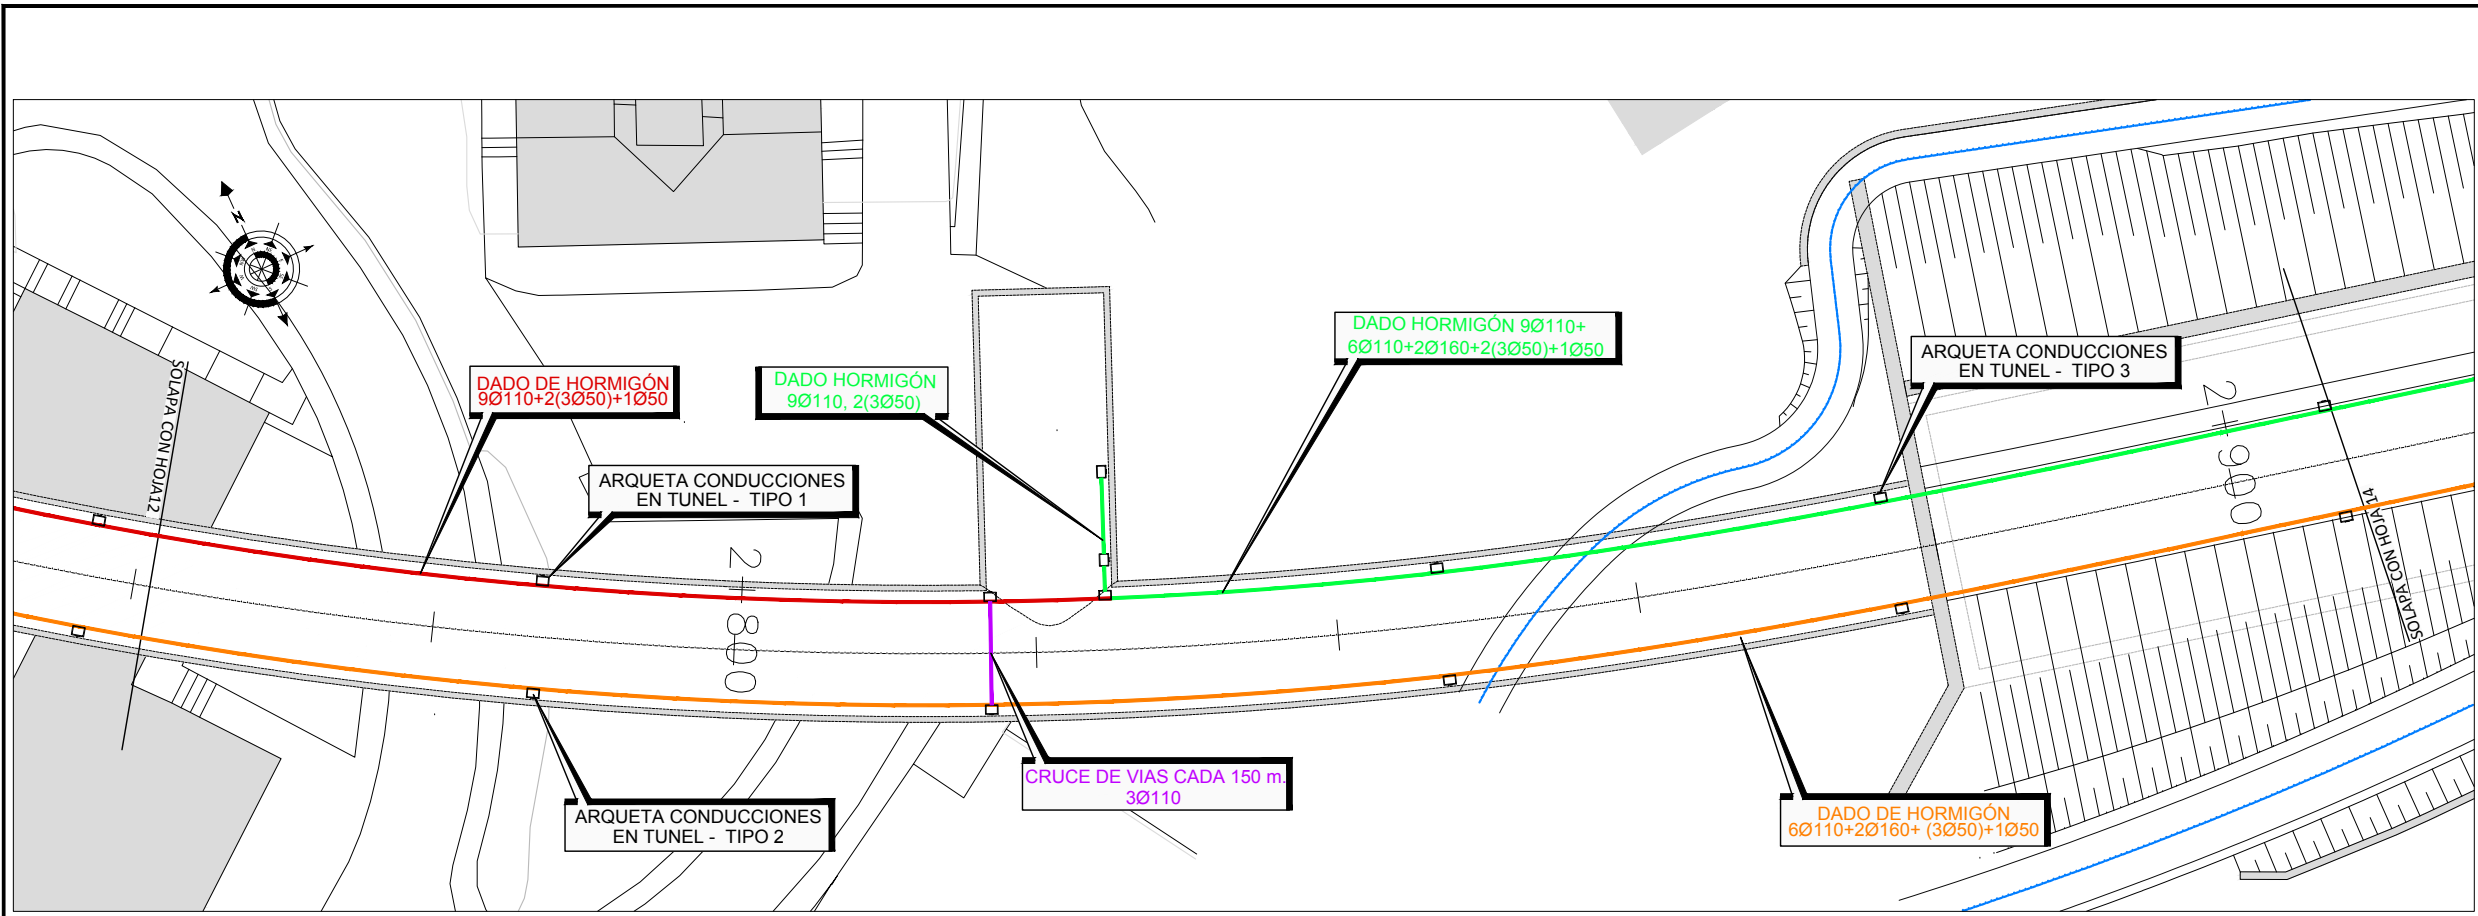 N
SOLAPA CON HOJA12
DADO DE HORMIGÓN
9Ø110+2(3Ø50)+1Ø50
DADO HORMIGÓN
9Ø110, 2(3Ø50)
DADO HORMIGÓN 9Ø110+
6Ø110+2Ø160+2(3Ø50)+1Ø50
ARQUETA CONDUCCIONES
EN TUNEL - TIPO 3
ARQUETA CONDUCCIONES
EN TUNEL - TIPO 1
2+800
2+900
SOLAPA CON HOJA14
CRUCE DE VIAS CADA 150 m.
3Ø110
ARQUETA CONDUCCIONES
EN TUNEL - TIPO 2
DADO DE HORMIGÓN
6Ø110+2Ø160+ (3Ø50)+1Ø50